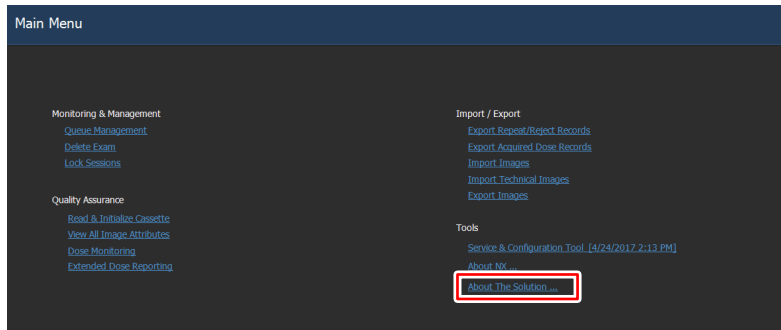 Main Menu
Monitoring & Management
Queue Management
Delete Exam
Lock Sessions
Quality Assurance
Read & Initialize Cassette
View All Image Attributes
Dose Monitoring
Extended Dose Reporting
Import / Export
Export Repeat/Reject Records
Export Acquired Dose Records
Import Images
Import Technical Images
Export Images
Tools
Service & Configuration Tool [4/24/2017 2:13 PM]
About NX ...
About The Solution ...